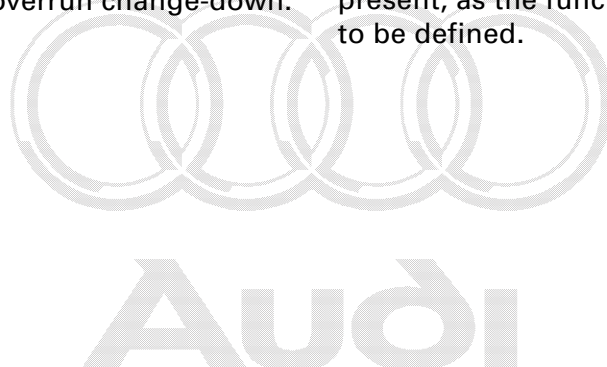 overrun change-down.
present, as the func
to be defined.
Audi